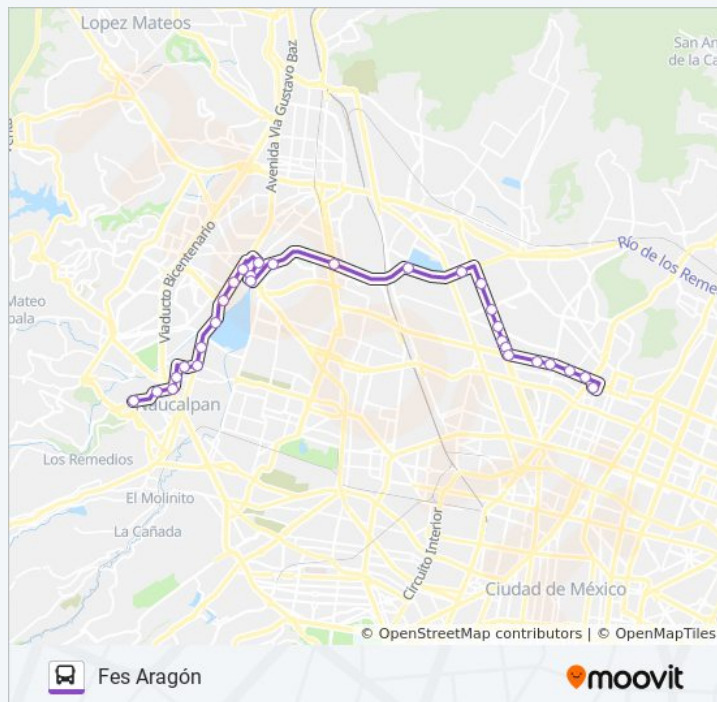 Lopez Mateos
Avenida Vía Gustavo Baz
San An
de la Ca
Viaducto Bicentenario
Río de los Reme
Mateo
pala
Naucalpan
Los Remedios
El Molinito
La Cañada
Circuito Interior
Ciudad de México
© OpenStreetMap contributors | © OpenMapTiles
Fes Aragón
moovit